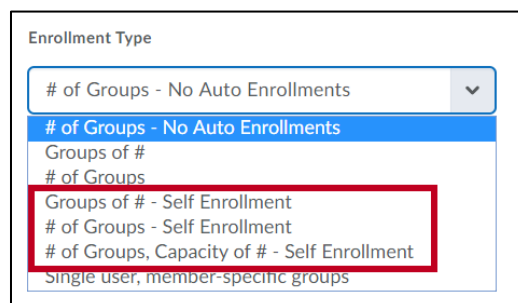 Enrollment Type
# of Groups - No Auto Enrollments
# of Groups - No Auto Enrollments
Groups of #
# of Groups
Groups of # - Self Enrollment
# of Groups - Self Enrollment
# of Groups, Capacity of # - Self Enrollment
Single user, member-specific groups